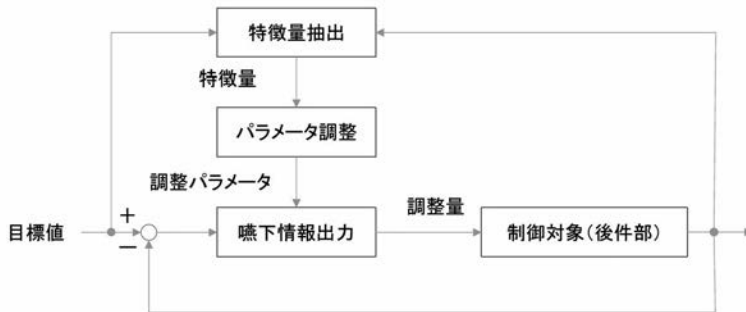 特徴量抽出
特徴量
パラメータ調整
調整パラメータ
調整量
目標値
+
−
嚥下情報出力
制御対象(後件部)